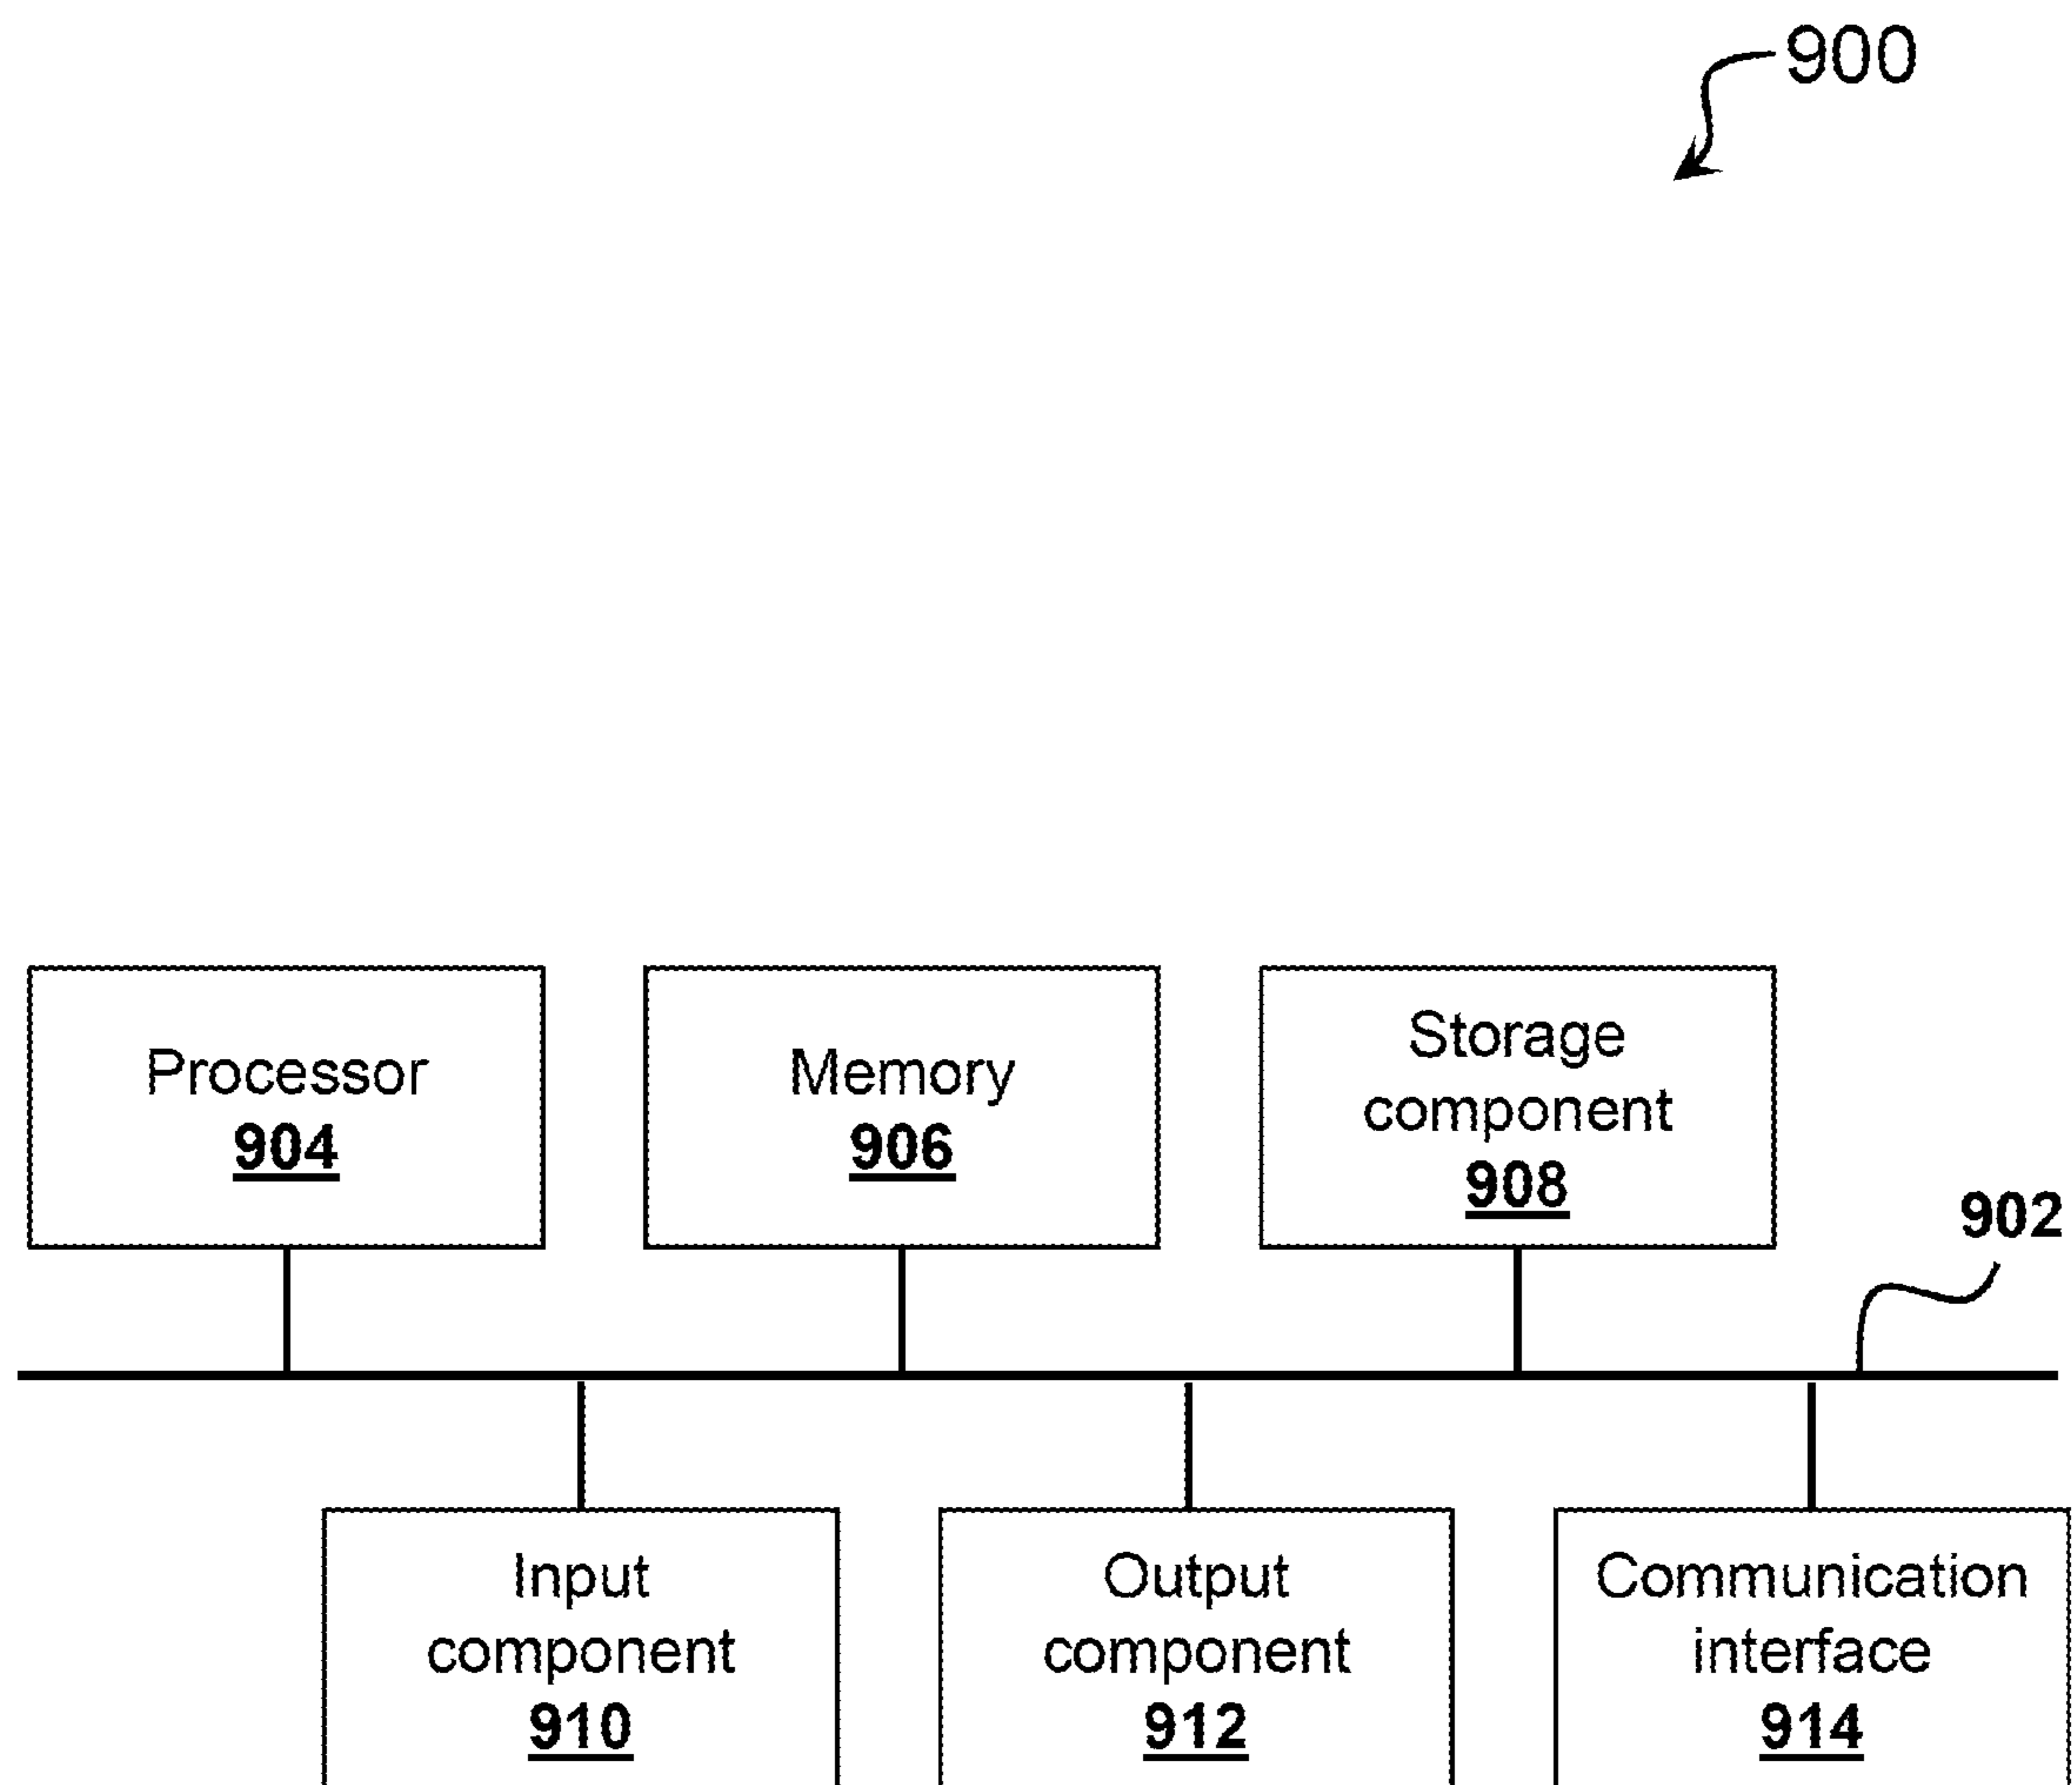 900
Processor
904
Memory
906
Storage
component
908
902
Input
component
910
Output
component
912
Communication
interface
914